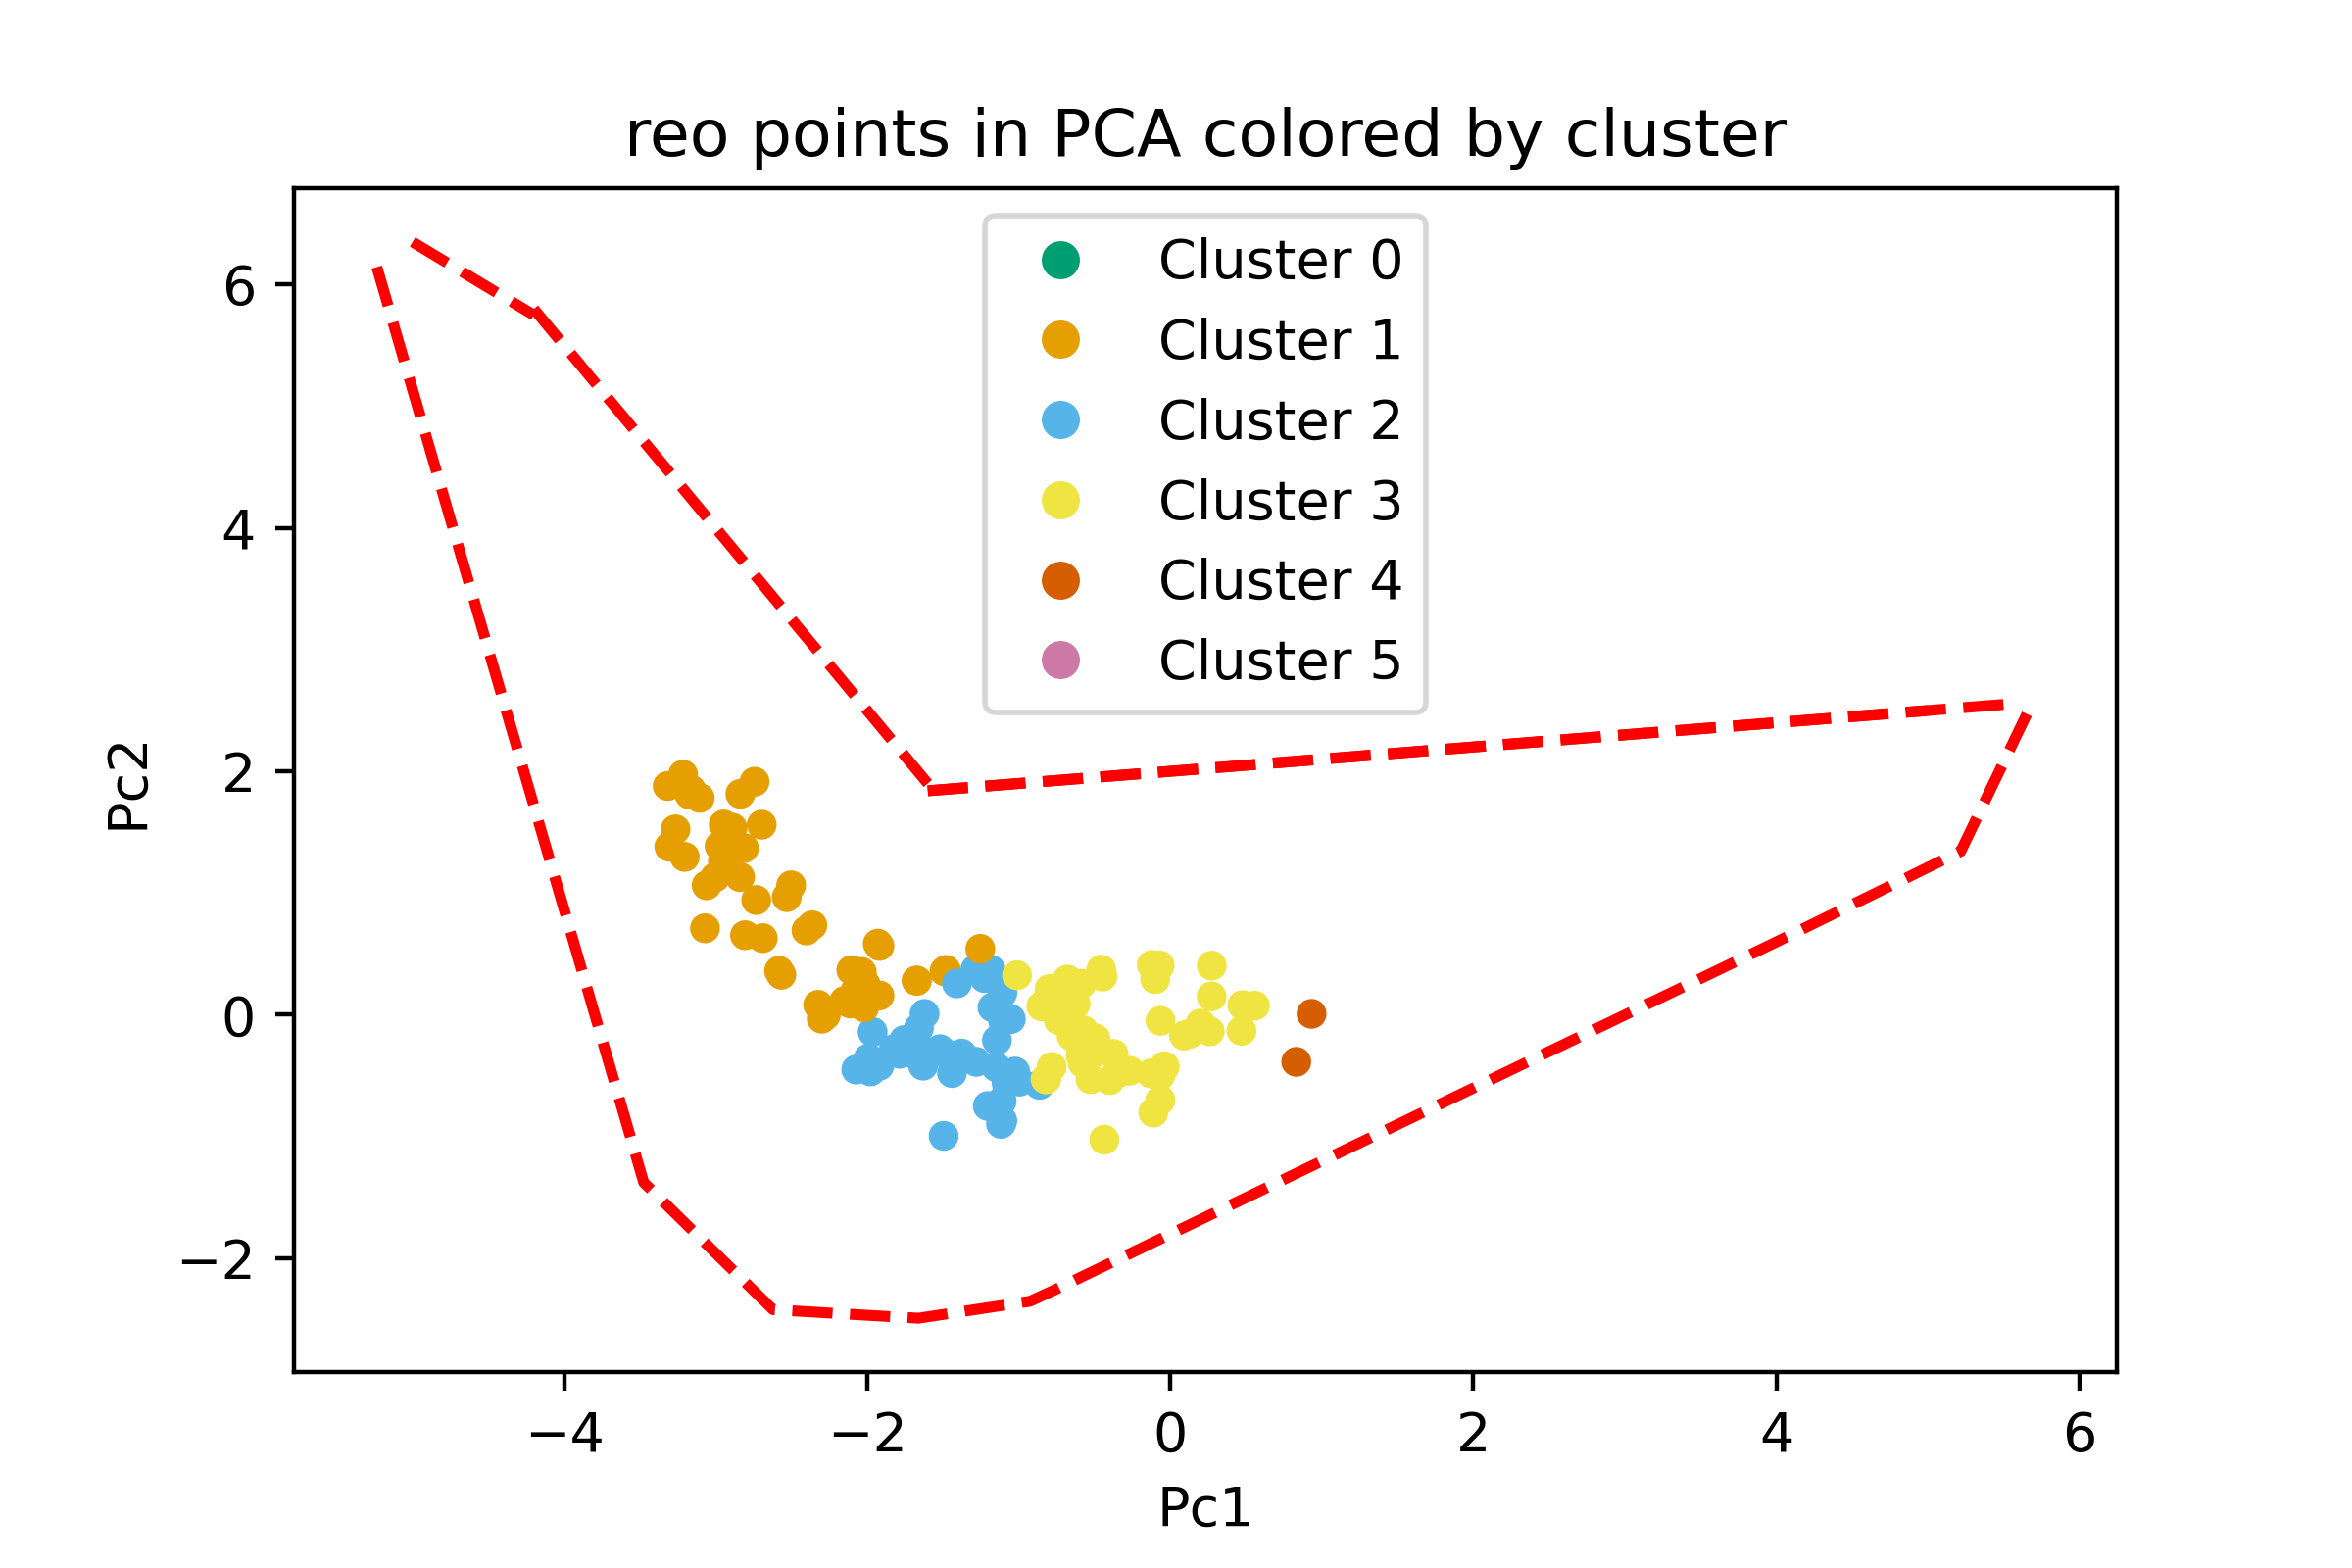 reo points in PCA colored by cluster
Cluster 0
Cluster 1
Cluster 2
Cluster 3
Cluster 4
Cluster 5
6
4
2
0
−2
Pc2
−4 −2 0 2 4 6
Pc1